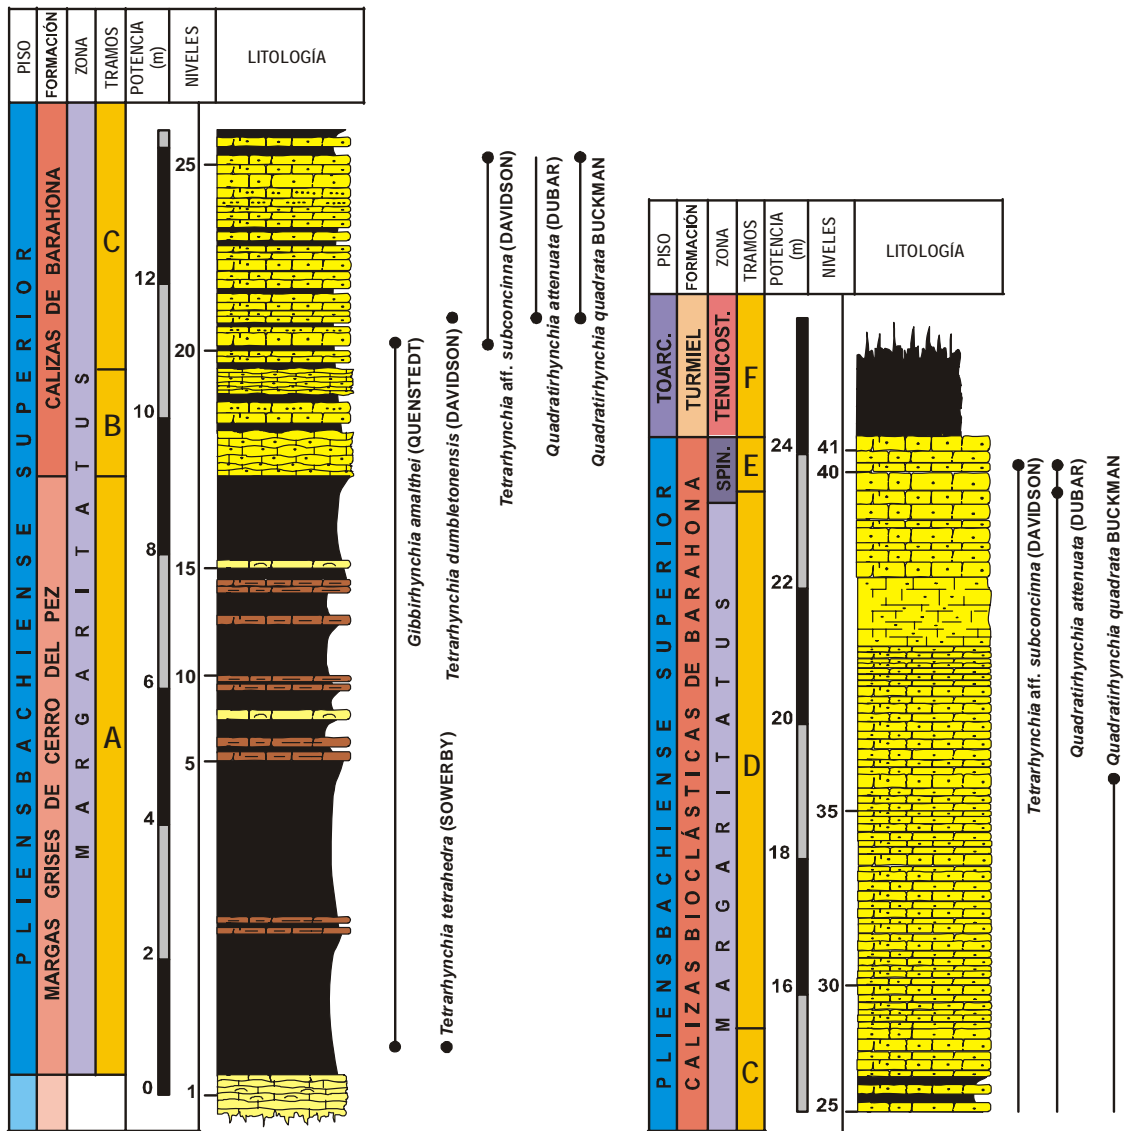 PISO
FORMACIÓN
ZONA
TRAMOS
POTENCIA (m)
NIVELES
LITOLOGÍA
PLIENSBACHIENSE SUPERIOR
CALIZAS DE BARAHONA
MARGAS GRISES DE CERRO DEL PEZ
MARGARITATUS
C
B
A
12
10
8
6
4
2
0
25
20
15
10
5
1
Gibbirhynchia amalthei (QUENSTEDT)
Tetrarhynchia dumbletonensis (DAVIDSON)
Tetrarhynchia tetrahedra (SOWERBY)
Tetrarhynchia aff. subconcinna (DAVIDSON)
Quadratirhynchia attenuata (DUBAR)
Quadratirhynchia quadrata BUCKMAN
PISO
FORMACIÓN
ZONA
TRAMOS
POTENCIA (m)
NIVELES
LITOLOGÍA
TOARC.
TURMIEL
TENUICOST.
F
PLIENSBACHIENSE SUPERIOR
CALIZAS BIOCLÁSTICAS DE BARAHONA
SPIN.
MARGARITATUS
E
D
C
24
22
20
18
16
41
40
35
30
25
Tetrarhynchia aff. subconcinna (DAVIDSON)
Quadratirhynchia attenuata (DUBAR)
Quadratirhynchia quadrata BUCKMAN